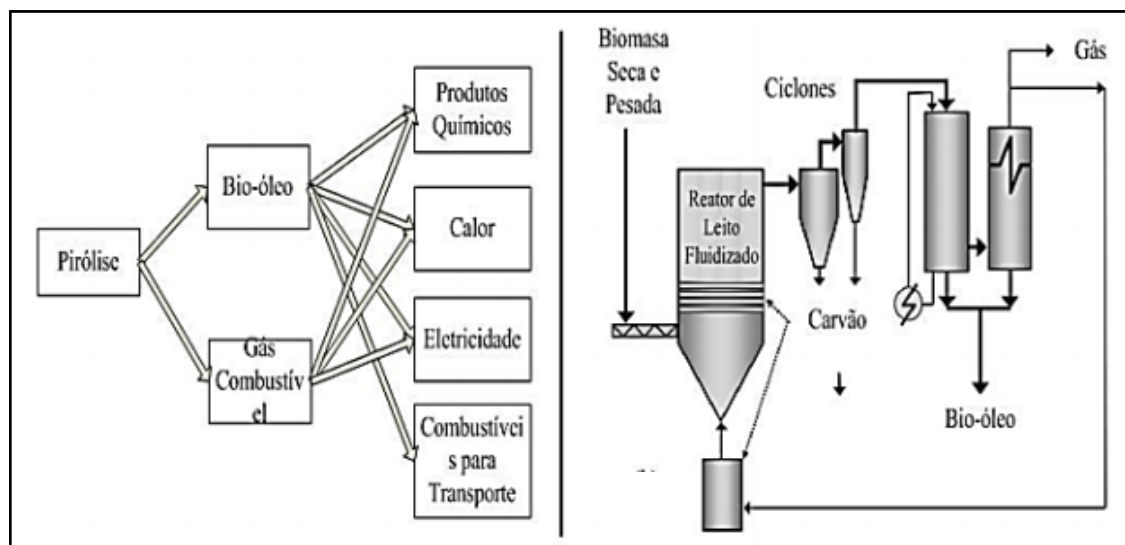 Pirólise
Bio-óleo
Gás
Combustív
el
Produtos
Químicos
Calor
Eletricidade
Combustívei
s para
Transporte
Biomasa
Seca e
Pesada
Reator de
Leito
Fluidizado
Ciclones
Carvão
Gás
Bio-óleo